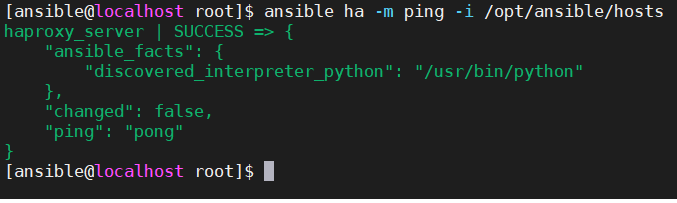 [ansible@localhost root]$ ansible ha -m ping -i /opt/ansible/hosts
haproxy_server | SUCCESS => {
    "ansible_facts": {
        "discovered_interpreter_python": "/usr/bin/python"
    },
    "changed": false,
    "ping": "pong"
}
[ansible@localhost root]$